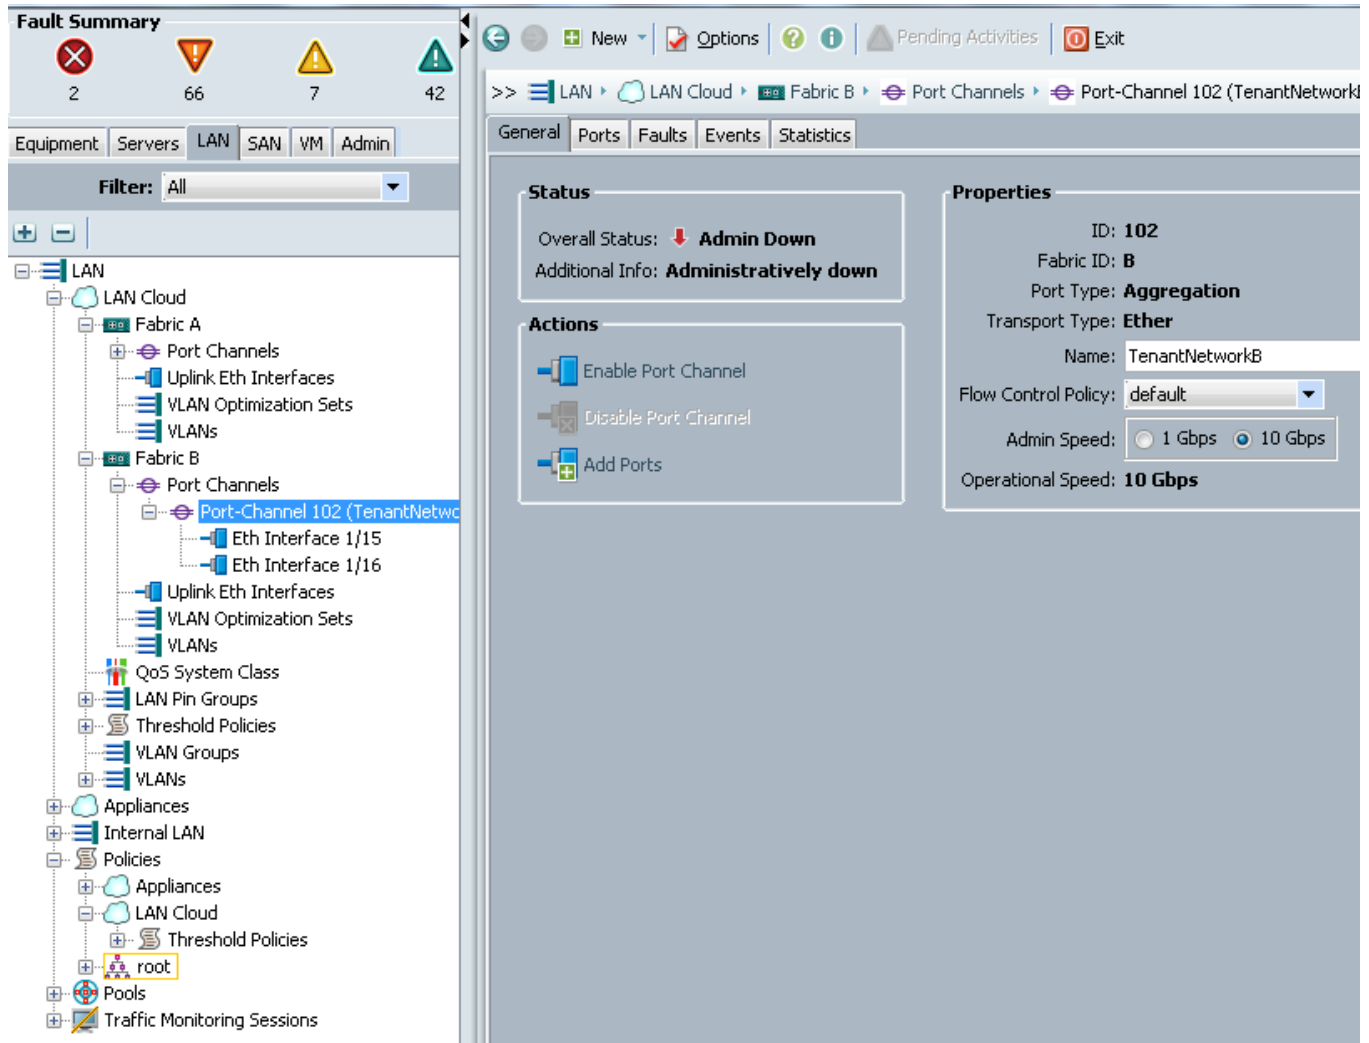 Fault Summary
2 66 7 42
New Options Pending Activities Exit
>> LAN LAN Cloud Fabric B Port Channels Port-Channel 102 (Tenant
Equipment Servers LAN SAN VM Admin
Filter: All
LAN
LAN Cloud
Fabric A
Port Channels
Uplink Eth Interfaces
VLAN Optimization Sets
VLANs
Fabric B
Port Channels
Port-Channel 102 (TenantNetwo
Eth Interface 1/15
Eth Interface 1/16
Uplink Eth Interfaces
VLAN Optimization Sets
VLANs
QoS System Class
LAN Pin Groups
Threshold Policies
VLAN Groups
VLANs
Appliances
Internal LAN
Policies
Appliances
LAN Cloud
Threshold Policies
root
Pools
Traffic Monitoring Sessions
General Ports Faults Events Statistics
Status
Overall Status: Admin Down
Additional Info: Administratively down
Actions
Enable Port Channel
Disable Port Channel
Add Ports
Properties
ID: 102
Fabric ID: B
Port Type: Aggregation
Transport Type: Ether
Name: TenantNetworkB
Flow Control Policy: default
Admin Speed: 1 Gbps 10 Gbps
Operational Speed: 10 Gbps